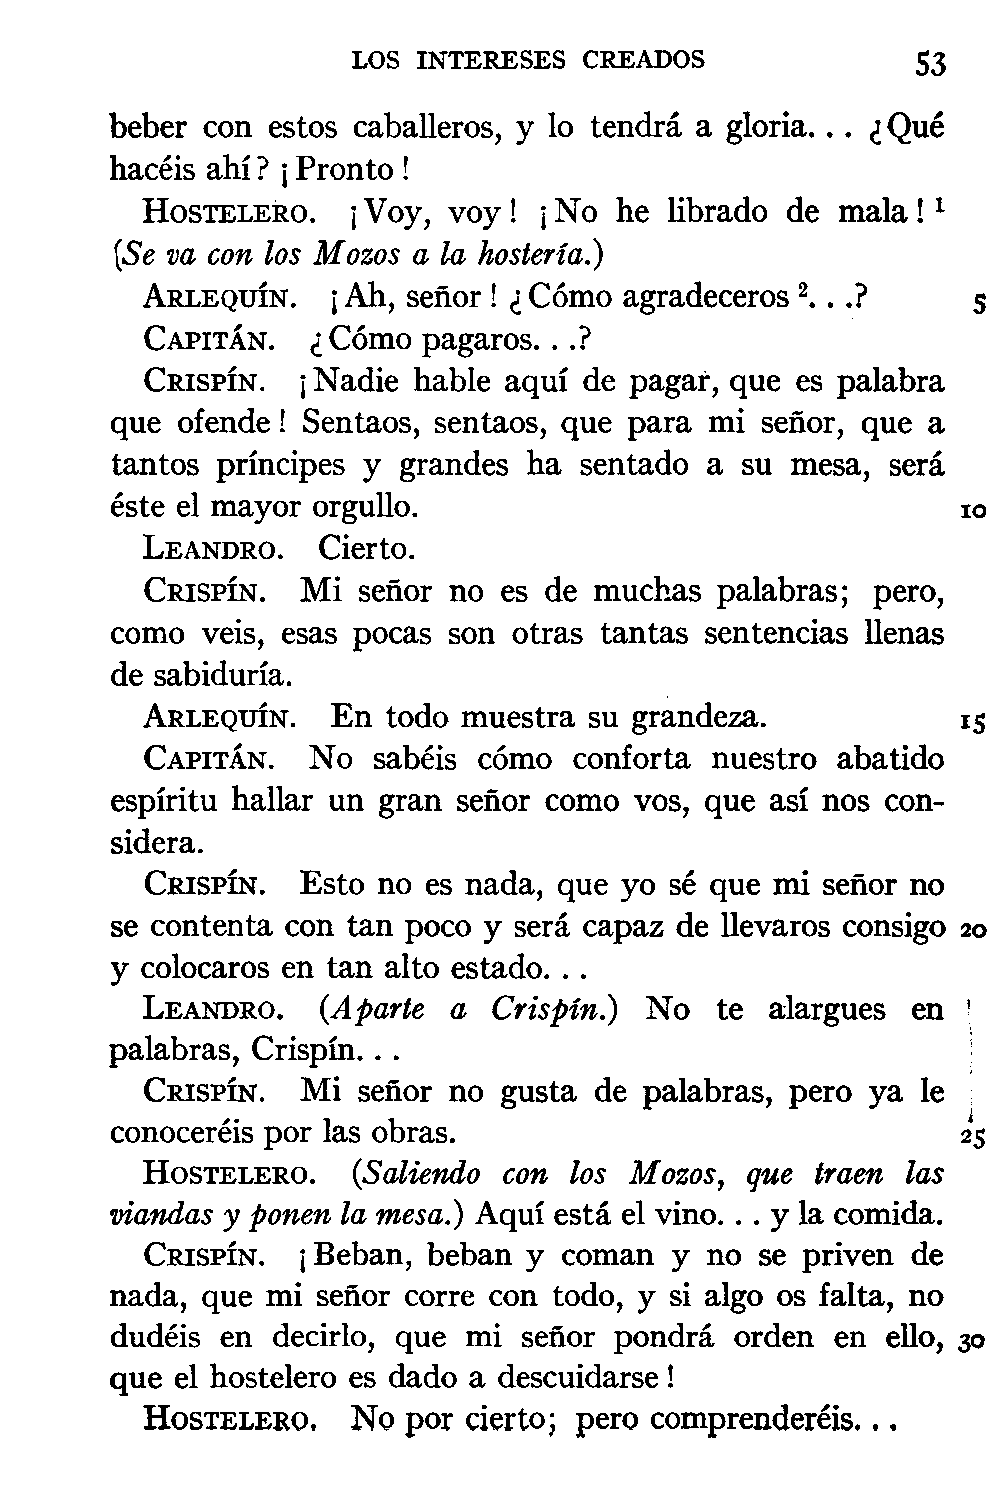 LOS INTERESES CREADOS 53
beber con estos caballeros, y lo tendrá a gloria. . . ¿Qué
hacéis ahí? ¡Pronto!
HOSTELERO. ¡Voy, voy! ¡No he librado de mala! ¹
(Se va con los Mozos a la hostería.)
ARLEQUÍN. ¡Ah, señor! ¿Cómo agradeceros ². . .? 5
CAPITÁN. ¿Cómo pagaros. . .?
CRISPÍN. ¡Nadie hable aquí de pagar, que es palabra
que ofende! Sentaos, sentaos, que para mi señor, que a
tantos príncipes y grandes ha sentado a su mesa, será
éste el mayor orgullo. 10
LEANDRO. Cierto.
CRISPÍN. Mi señor no es de muchas palabras; pero,
como veis, esas pocas son otras tantas sentencias llenas
de sabiduría.
ARLEQUÍN. En todo muestra su grandeza. 15
CAPITÁN. No sabéis cómo conforta nuestro abatido
espíritu hallar un gran señor como vos, que así nos con-
sidera.
CRISPÍN. Esto no es nada, que yo sé que mi señor no
se contenta con tan poco y será capaz de llevaros consigo 20
y colocaros en tan alto estado. . .
LEANDRO. (Aparte a Crispín.) No te alargues en
palabras, Crispín. . .
CRISPÍN. Mi señor no gusta de palabras, pero ya le
conoceréis por las obras. 25
HOSTELERO. (Saliendo con los Mozos, que traen las
viandas y ponen la mesa.) Aquí está el vino. . . y la comida.
CRISPÍN. ¡Beban, beban y coman y no se priven de
nada, que mi señor corre con todo, y si algo os falta, no
dudéis en decirlo, que mi señor pondrá orden en ello, 30
que el hostelero es dado a descuidarse!
HOSTELERO. No por cierto; pero comprenderéis. . .